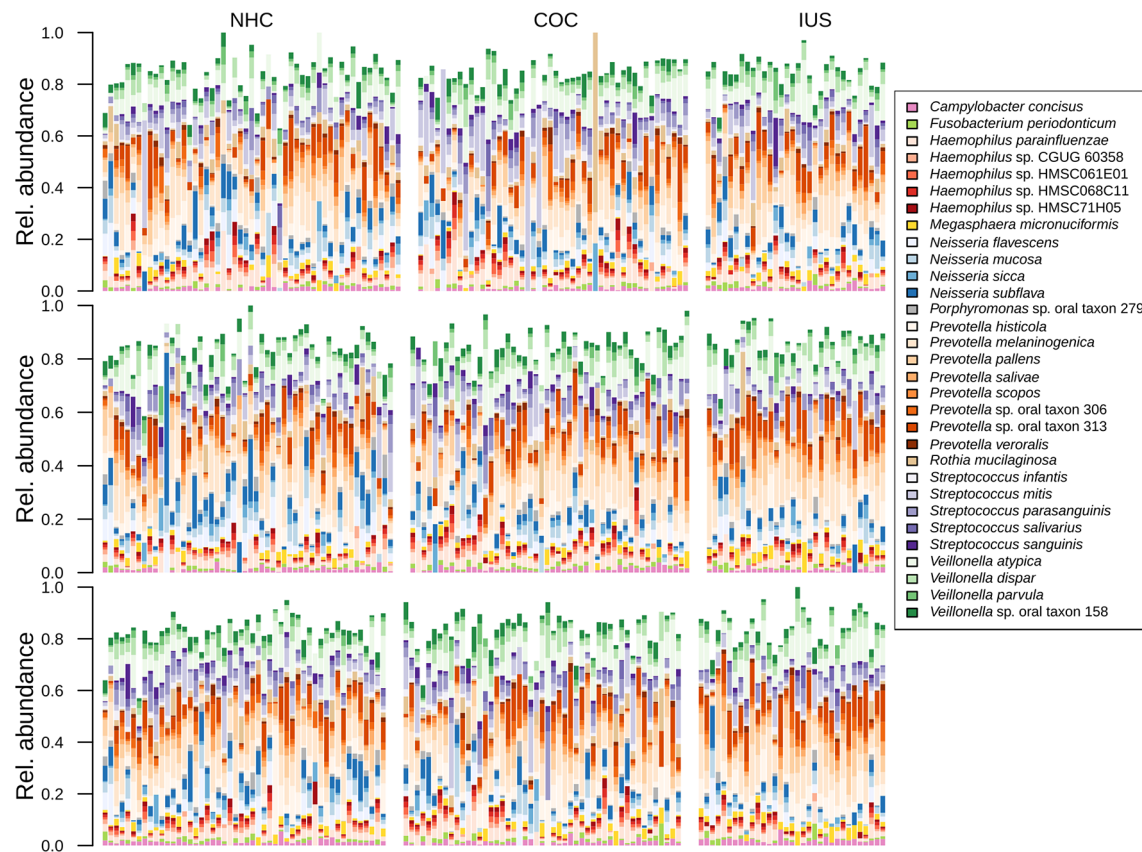 NHC COC IUS
1.0
0.8
0.6
0.4
0.2
0.0
Rel. abundance
1.0
0.8
0.6
0.4
0.2
0.0
Rel. abundance
1.0
0.8
0.6
0.4
0.2
0.0
Rel. abundance
Campylobacter concisus
Fusobacterium periodonticum
Haemophilus parainfluenzae
Haemophilus sp. CGUG 60358
Haemophilus sp. HMSC061E01
Haemophilus sp. HMSC068C11
Haemophilus sp. HMSC71H05
Megasphaera micronuciformis
Neisseria flavescens
Neisseria mucosa
Neisseria sicca
Neisseria subflava
Porphyromonas sp. oral taxon 279
Prevotella histicola
Prevotella melaninogenica
Prevotella pallens
Prevotella salivae
Prevotella scopos
Prevotella sp. oral taxon 306
Prevotella sp. oral taxon 313
Prevotella veroralis
Rothia mucilaginosa
Streptococcus infantis
Streptococcus mitis
Streptococcus parasanguinis
Streptococcus salivarius
Streptococcus sanguinis
Veillonella atypica
Veillonella dispar
Veillonella parvula
Veillonella sp. oral taxon 158